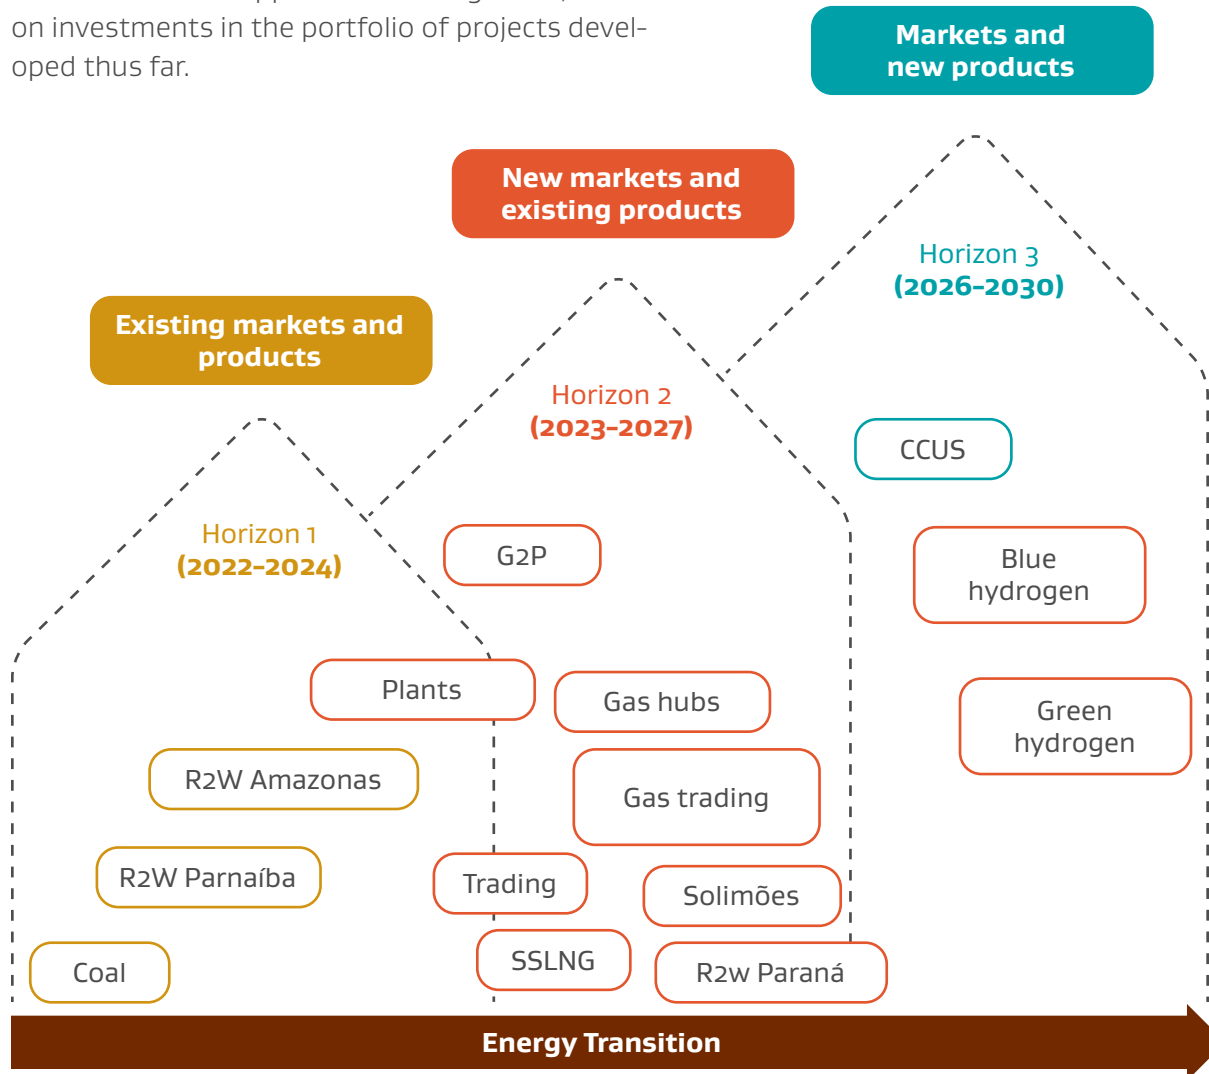 on investments in the portfolio of projects devel-
oped thus far.
Markets and
new products
New markets and
existing products
Existing markets and
products
Horizon 3
(2026–2030)
Horizon 2
(2023–2027)
Horizon 1
(2022–2024)
CCUS
G2P
Blue
hydrogen
Plants
Gas hubs
Green
hydrogen
R2W Amazonas
Gas trading
R2W Parnaíba
Trading
Solimões
Coal
SSLNG
R2w Paraná
Energy Transition